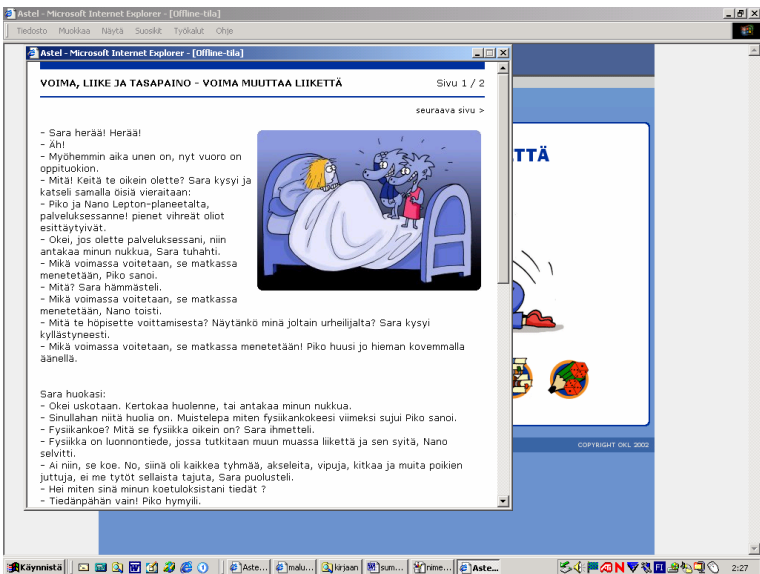 Astel - Microsoft Internet Explorer - [Offline-tila]
Tiedosto Muokkaa Näytä Suosikit Työkalut Ohje
Astel - Microsoft Internet Explorer - [Offline-tila]
VOIMA, LIIKE JA TASAPAINO - VOIMA MUUTTAA LIIKETTÄ Sivu 1 / 2
seuraava sivu >
- Sara herää! Herää!
- Äh!
- Myöhemmin aika unen on, nyt vuoro on
oppituokion.
- Mitä! Keitä te oikein olette? Sara kysyi ja
katseli samalla öisiä vieraitaan:
- Piko ja Nano Lepton-planeetalta,
palveluksessanne! pienet vihreät oliot
esittäytyivät.
- Okei, jos olette palveluksessani, niin
antakaa minun nukkua, Sara tuhahti.
- Mikä voimassa voitetaan, se matkassa
menetetään, Piko sanoi.
- Mitä? Sara hämmästeli.
- Mikä voimassa voitetaan, se matkassa
menetetään, Nano toisti.
- Mitä te höpisette voittamisesta? Näytänkö minä joltain urheilijalta? Sara kysyi
kyllästyneesti.
- Mikä voimassa voitetaan, se matkassa menetetään! Piko huusi jo hieman kovemmalla
äänellä.
Sara huokasi:
- Okei uskotaan. Kertokaa huolenne, tai antakaa minun nukkua.
- Sinullahan niitä huolia on. Muistelepa miten fysiikankokeesi viimeksi sujui Piko sanoi.
- Fysiikankoe? Mitä se fysiikka oikein on? Sara ihmetteli.
- Fysiikka on luonnontiede, jossa tutkitaan muun muassa liikettä ja sen syitä, Nano
selvitti.
- Ai niin, se koe. No, siinä oli kaikkea tyhmää, akseleita, vipuja, kitkaa ja muita poikien
juttuja, ei me tytöt sellaista tajuta, Sara puolusteli.
- Hei miten sinä minun koetuloksistani tiedät ?
- Tiedänpähän vain! Piko hymyili.
TTÄ
COPYRIGHT OKL 2002
Käynnistä Aste... malu... kirjaan sum... nime... Aste... FI 2:27